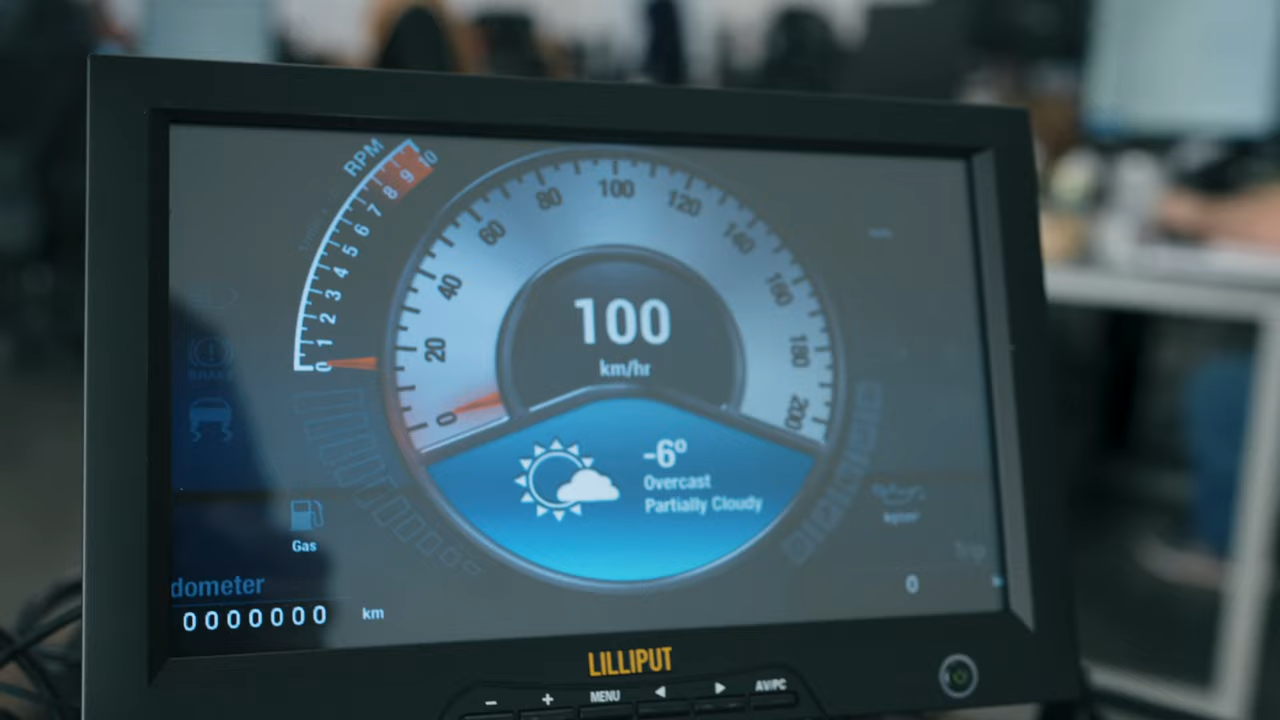 RPM
10
9
8
7
6
5
4
3
2
1
0
0
20
40
60
80
100
120
140
160
180
200
100
km/hr
-6°
Overcast
Partially Cloudy
BRAKE
Gas
dometer
0000000 km
Trip
0
LILLIPUT
- + MENU ◀ ▶ AV/PC